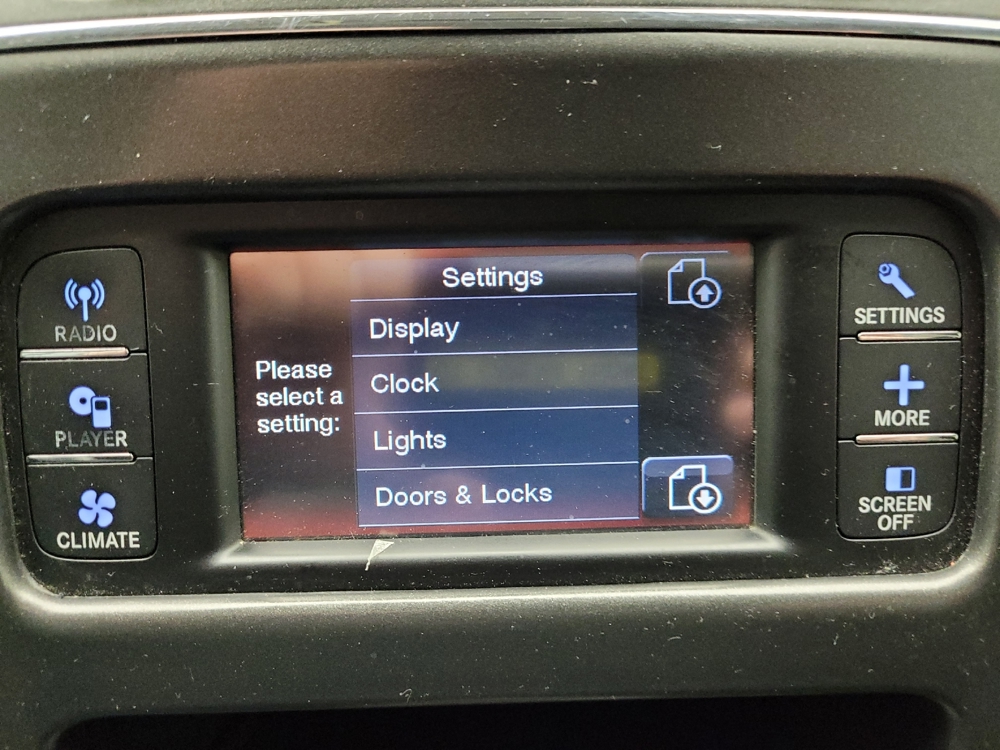 RADIO
PLAYER
CLIMATE
Please
select a
setting:
Settings
Display
Clock
Lights
Doors & Locks
SETTINGS
MORE
SCREEN
OFF